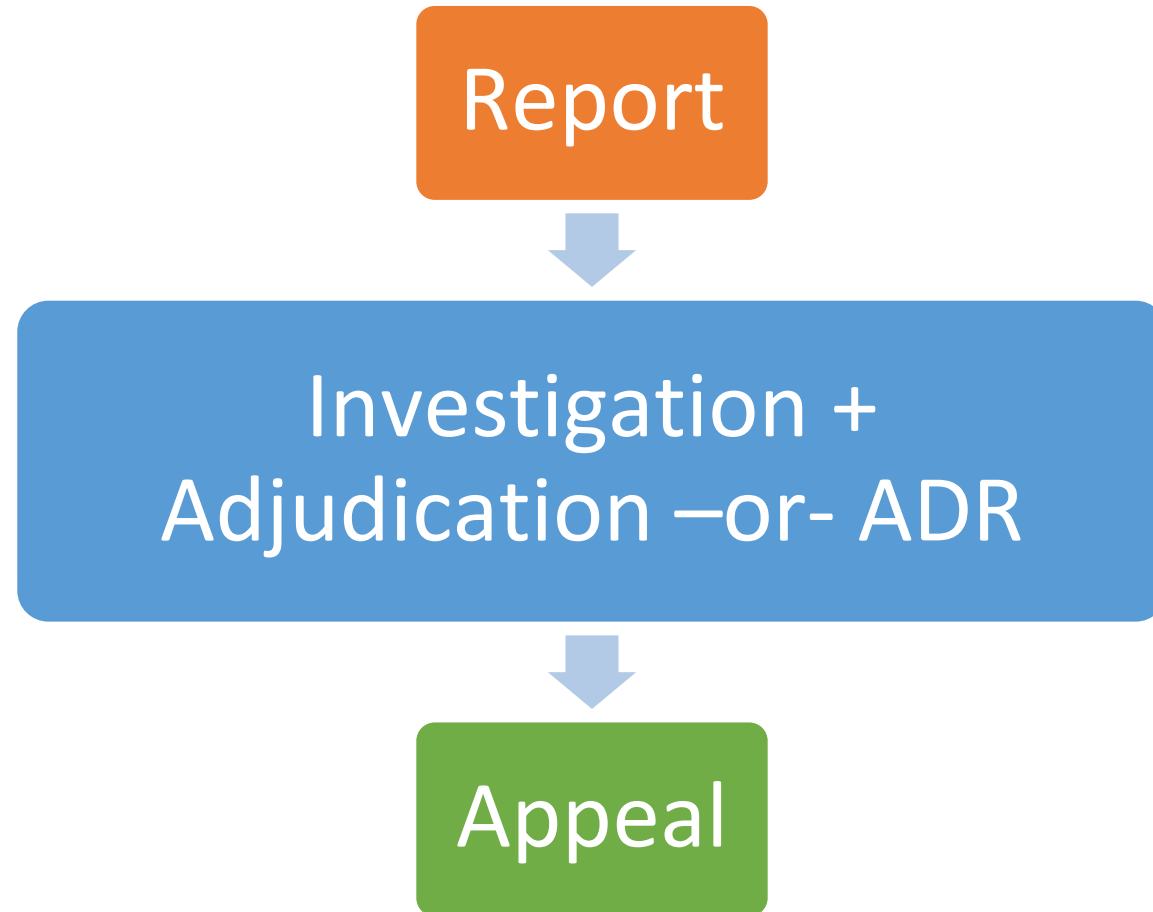 Report
Investigation +
Adjudication –or- ADR
Appeal